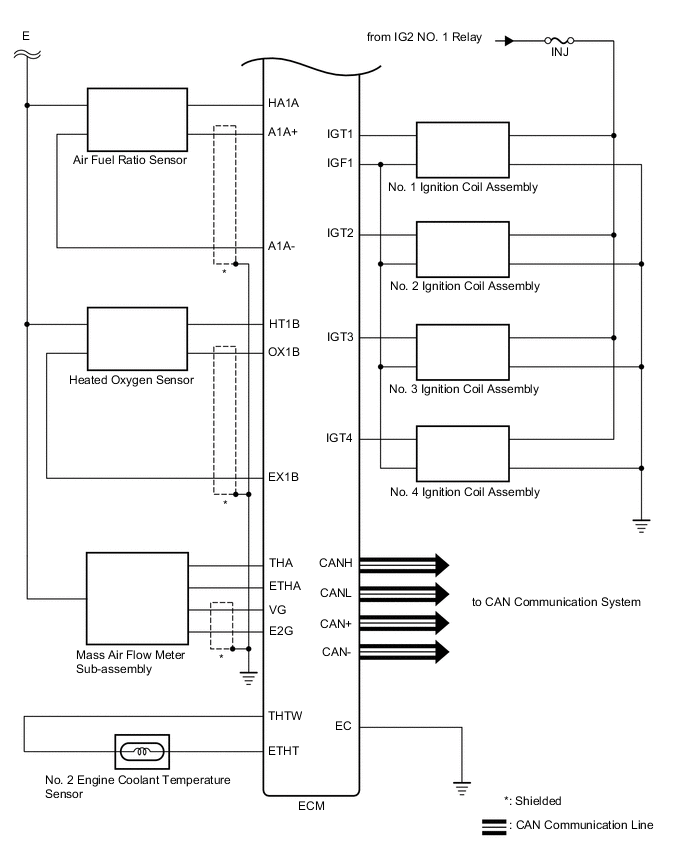 E
from IG2 NO. 1 Relay
INJ
HA1A
A1A+
Air Fuel Ratio Sensor
A1A-
*
HT1B
OX1B
Heated Oxygen Sensor
EX1B
*
THA
ETHA
VG
E2G
Mass Air Flow Meter
Sub-assembly
*
THTW
ETHT
No. 2 Engine Coolant Temperature
Sensor
IGT1
IGF1
No. 1 Ignition Coil Assembly
IGT2
No. 2 Ignition Coil Assembly
IGT3
No. 3 Ignition Coil Assembly
IGT4
No. 4 Ignition Coil Assembly
CANH
CANL
CAN+
CAN-
to CAN Communication System
EC
ECM
*: Shielded
: CAN Communication Line